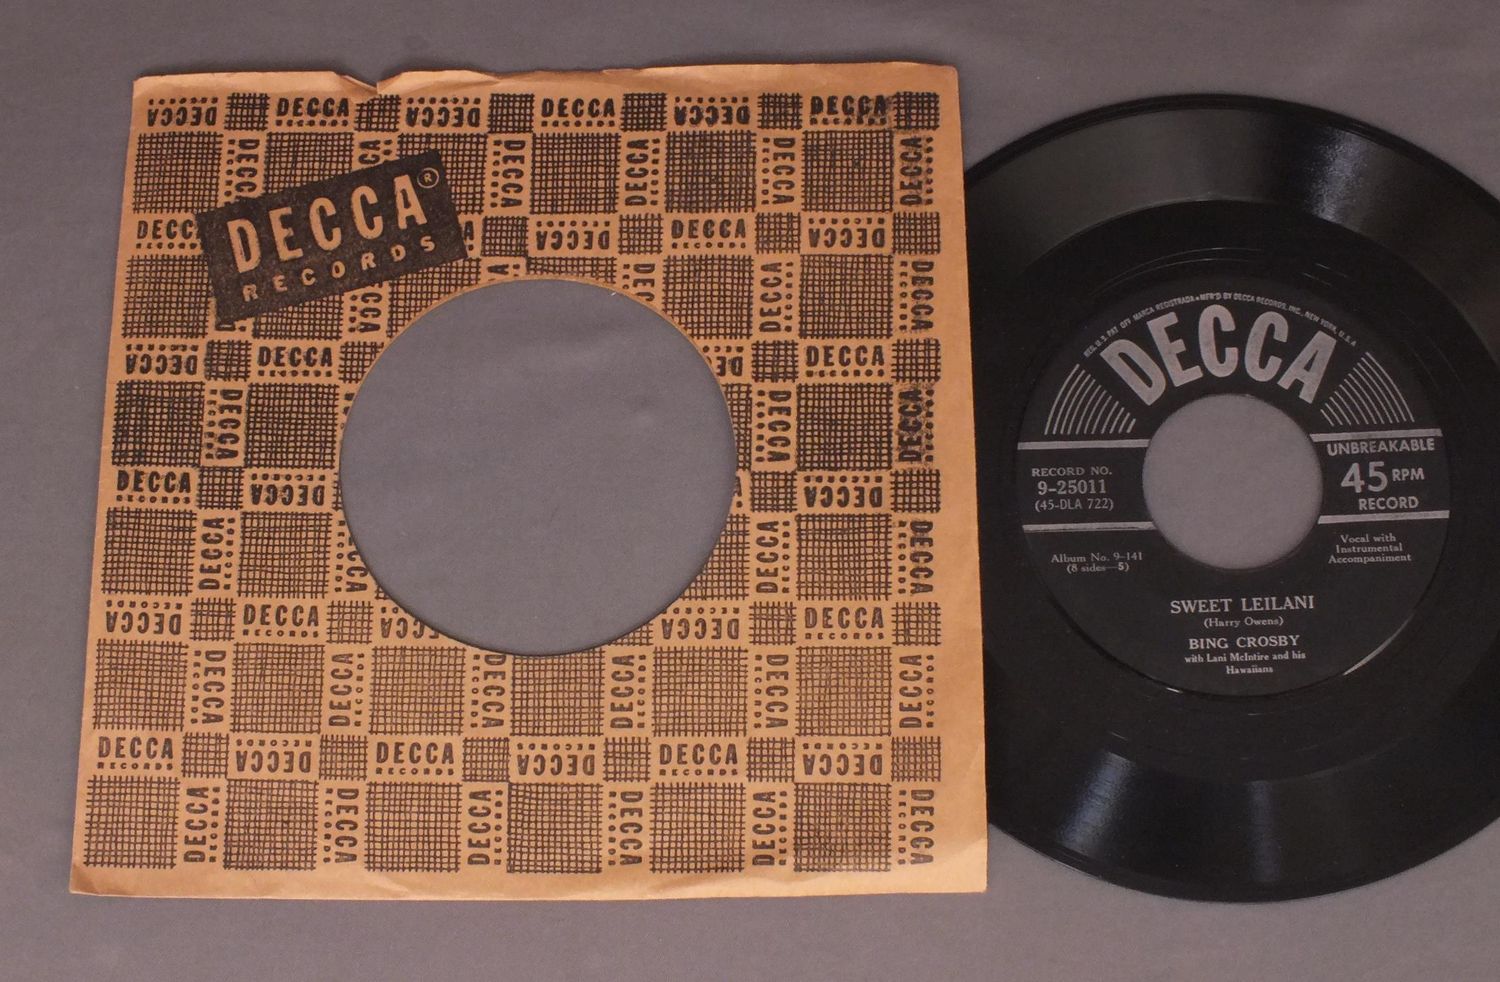 DECCA®
RECORDS
REG. U.S. PAT. OFF. MARCA REGISTRADA • MFR'D BY DECCA RECORDS, INC., NEW YORK, U.S.A.
DECCA
RECORD NO.
9-25011
(45-DLA 722)
UNBREAKABLE
45 RPM
RECORD
Album No. 9-141
(8 sides—5)
Vocal with
Instrumental
Accompaniment
SWEET LEILANI
(Harry Owens)
BING CROSBY
with Lani McIntire and his
Hawaiians